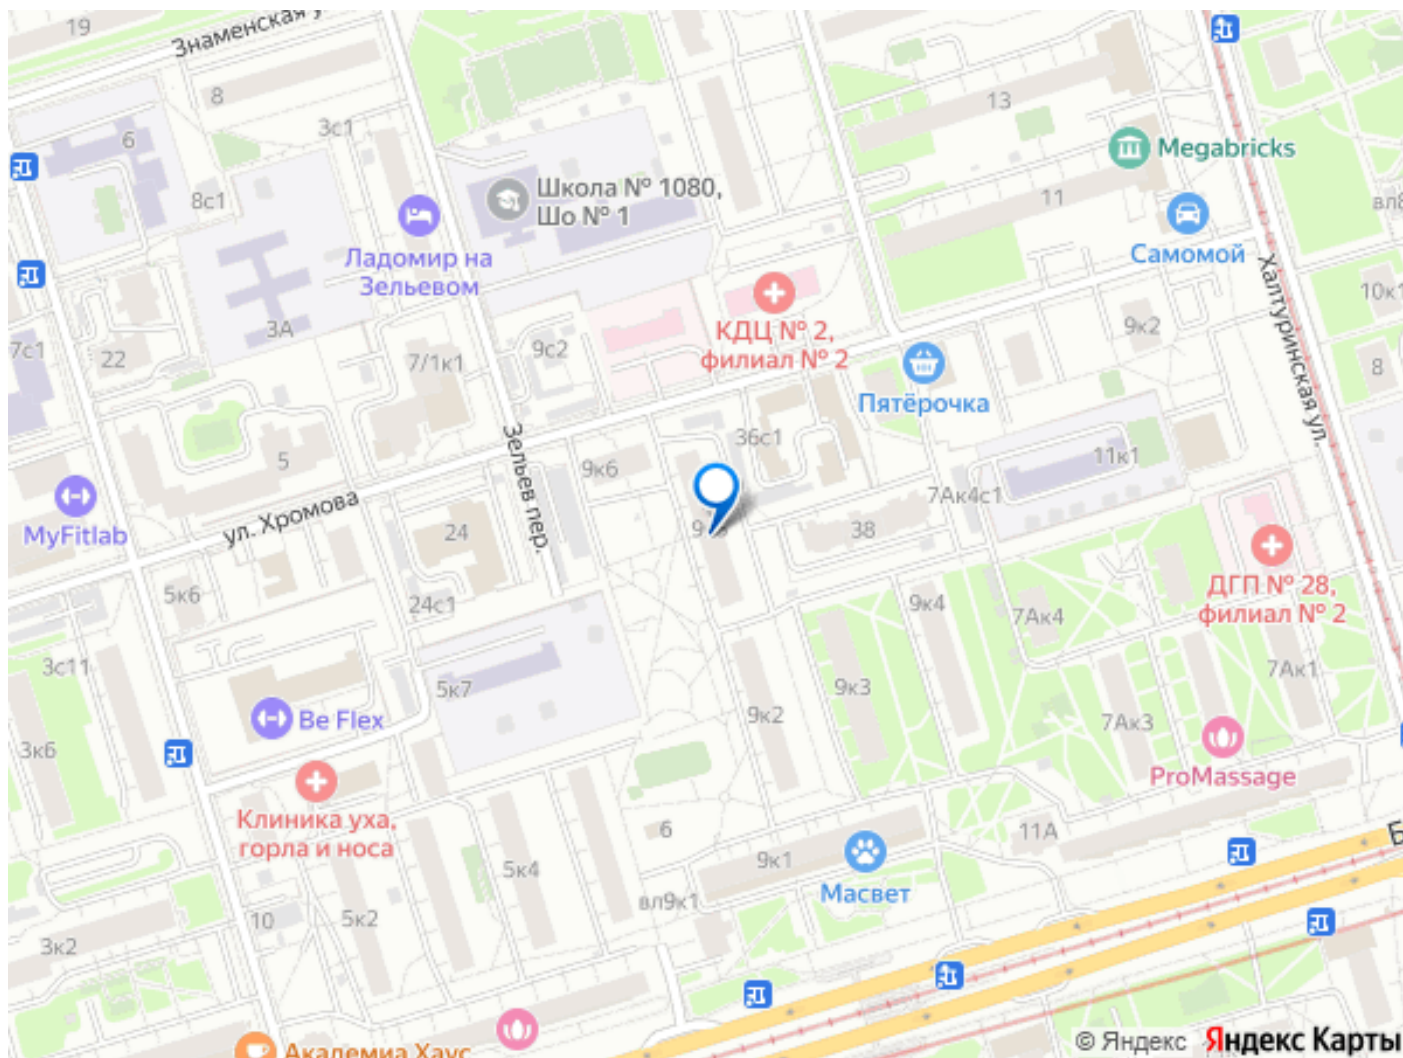 19
Знаменская у
8
3с1
13
6
Megabricks
Школа № 1080,
Шо № 1
8с1
11
вл8
Ладомир на
Зельевом
Самомой
Халтуринская ул.
10к1
3А
КДЦ № 2,
филиал № 2
9к2
7с1
22
7/1к1
9с2
8
Пятёрочка
36с1
5
9к6
11к1
Зельев пер.
7Ак4с1
MyFitlab
ул. Хромова
24
38
ДГП № 28,
филиал № 2
5к6
24с1
9к4
7Ак4
3с11
7Ак1
5к7
9к3
9к2
Be Flex
7Ак3
3к6
ProMassage
Клиника уха,
горла и носа
6
11А
Б
9к1
5к4
Масвет
вл9к1
10
5к2
3к2
Академиа Хаус
© Яндекс Яндекс Карты